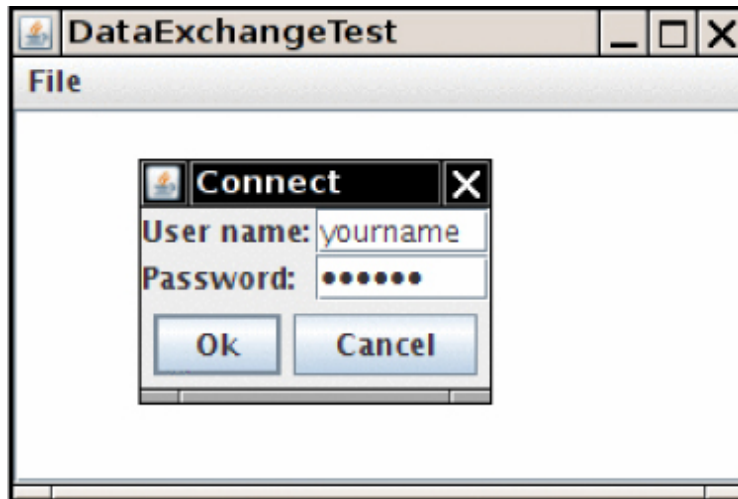 DataExchangeTest
File
Connect
User name: yourname
Password: ••••••
Ok Cancel